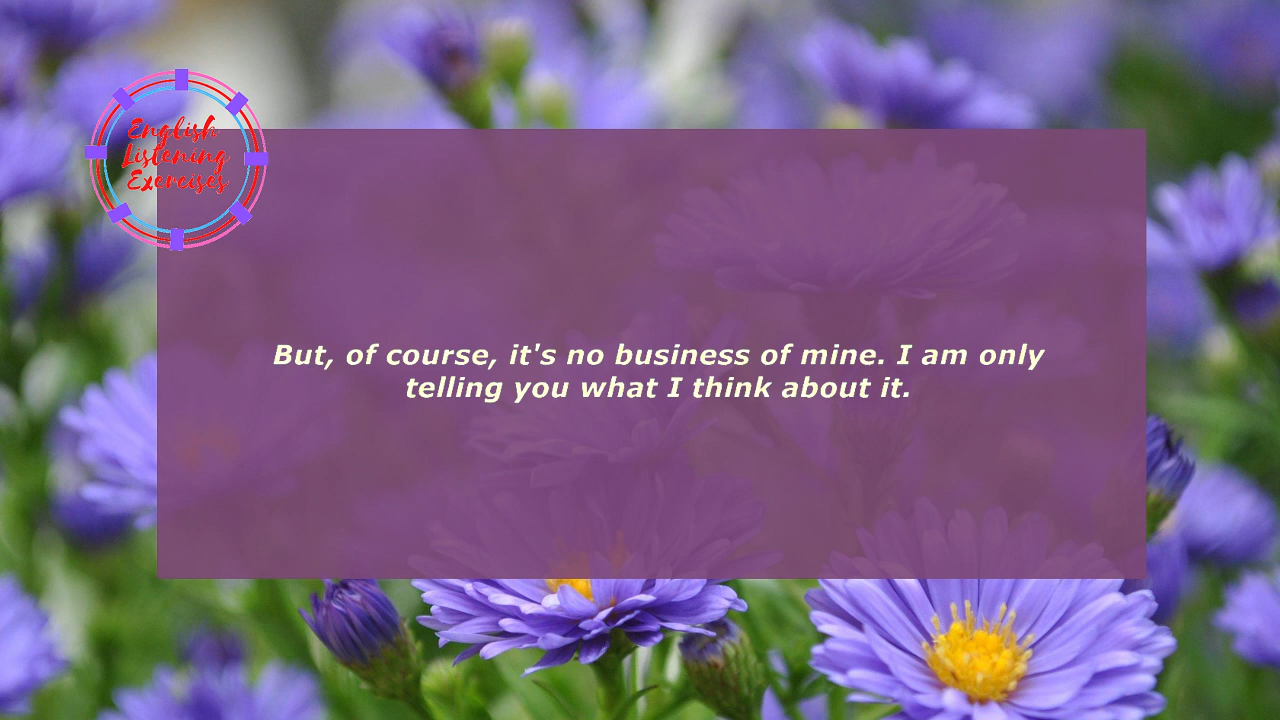 English
Listening
Exercises
But, of course, it's no business of mine. I am only
telling you what I think about it.